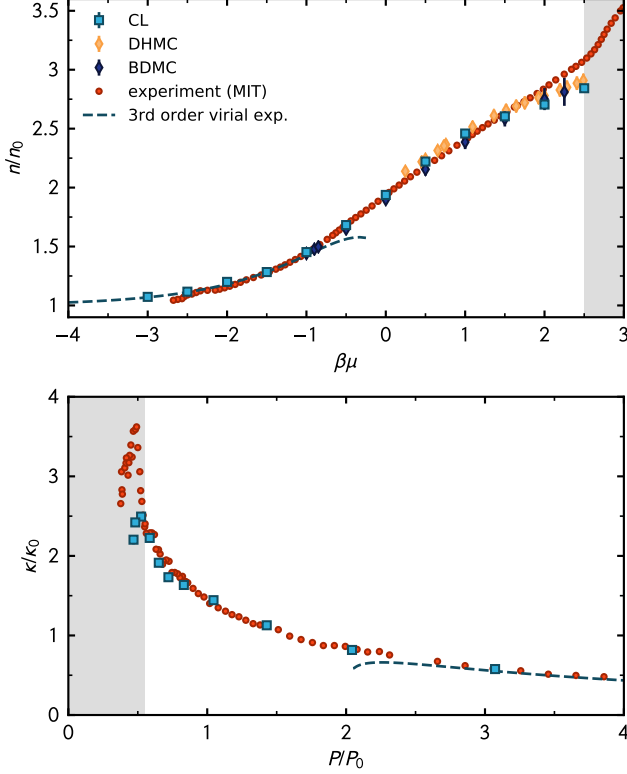 3.5
3
2.5
2
1.5
1
n/n₀
CL
DHMC
BDMC
experiment (MIT)
3rd order virial exp.
−4 −3 −2 −1 0 1 2 3
βμ
4
3
2
1
0
κ/κ₀
0 1 2 3 4
P/P₀